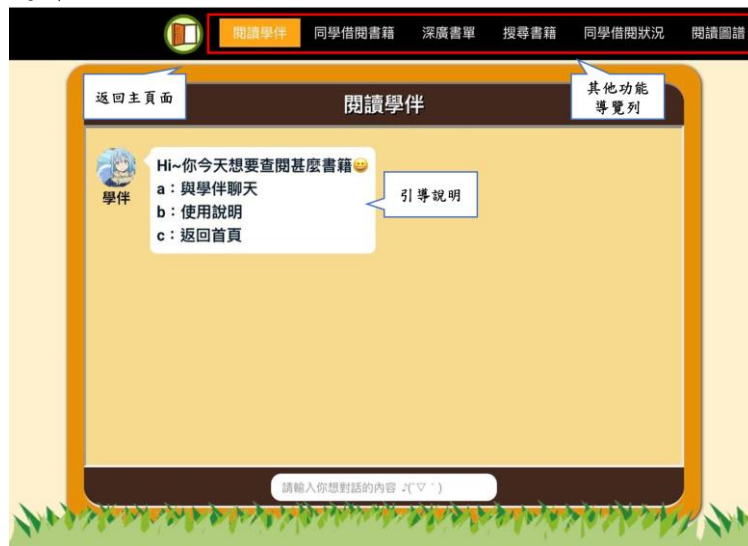 閱讀學伴 同學借閱書籍 深廣書單 搜尋書籍 同學借閱狀況 閱讀圖譜
返回主頁面
其他功能
導覽列
閱讀學伴
Hi~你今天想要查閱甚麼書籍😀
a：與學伴聊天
b：使用說明
c：返回首頁
學伴
引導說明
請輸入你想對話的內容